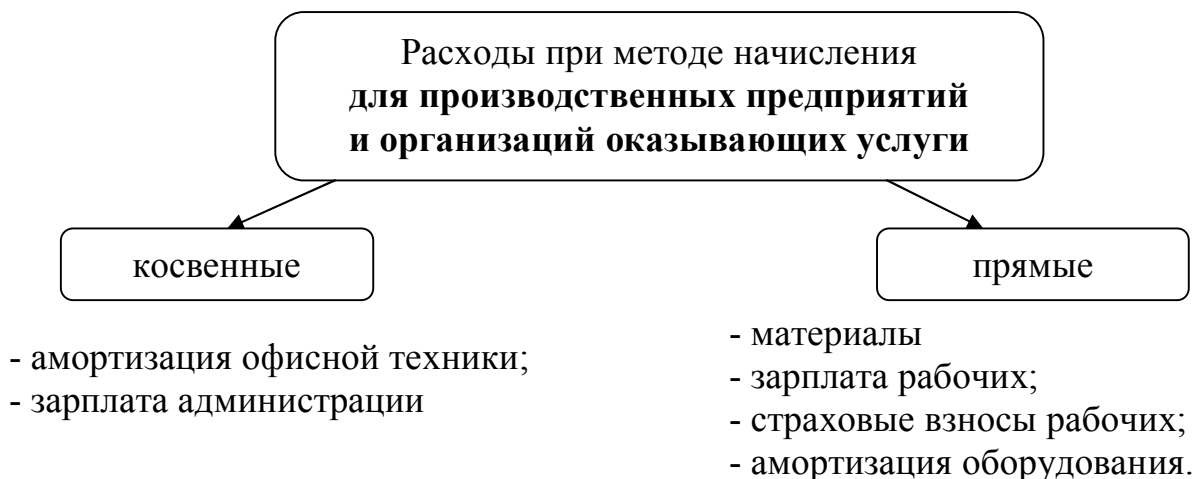 Расходы при методе начисления
для производственных предприятий
и организаций оказывающих услуги
косвенные
- амортизация офисной техники;
- зарплата администрации
прямые
- материалы
- зарплата рабочих;
- страховые взносы рабочих;
- амортизация оборудования.